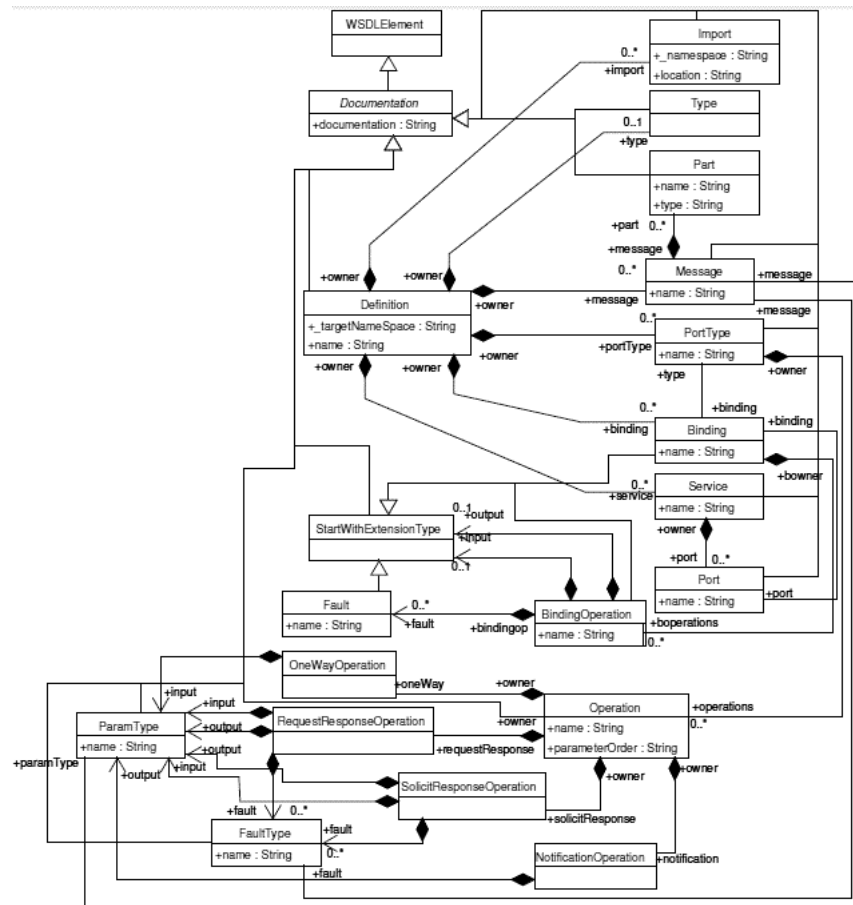 WSDLElement
Import
+_namespace : String
+location : String
0..*
+import
Documentation
+documentation : String
Type
0..1
+type
Part
+name : String
+type : String
+part
0..*
+message
+owner
+owner
0..*
Message
+message
+name : String
Definition
+owner
+message
+message
+_targetNameSpace : String
+name : String
0..*
PortType
+portType
+name : String
+owner
+owner
+owner
+owner
+type
0..*
+binding
+binding
+binding
Binding
+name : String
+bowner
0..*
Service
+service
+name : String
0..1
+output
StartWithExtensionType
+input
+owner
0..1
+port
0..*
Port
+name : String
+port
Fault
+name : String
0..*
+fault
BindingOperation
+bindingop
+name : String
+boperations
0..*
OneWayOperation
+oneWay
+owner
+input
+input
Operation
+operations
ParamType
+name : String
+output
RequestResponseOperation
+owner
+name : String
0..*
+parameterOrder : String
+requestResponse
+paramType
+output
+output
+input
+owner
+owner
SolicitResponseOperation
+solicitResponse
+fault
0..*
FaultType
+name : String
+fault
0..*
NotificationOperation
+notification
+fault